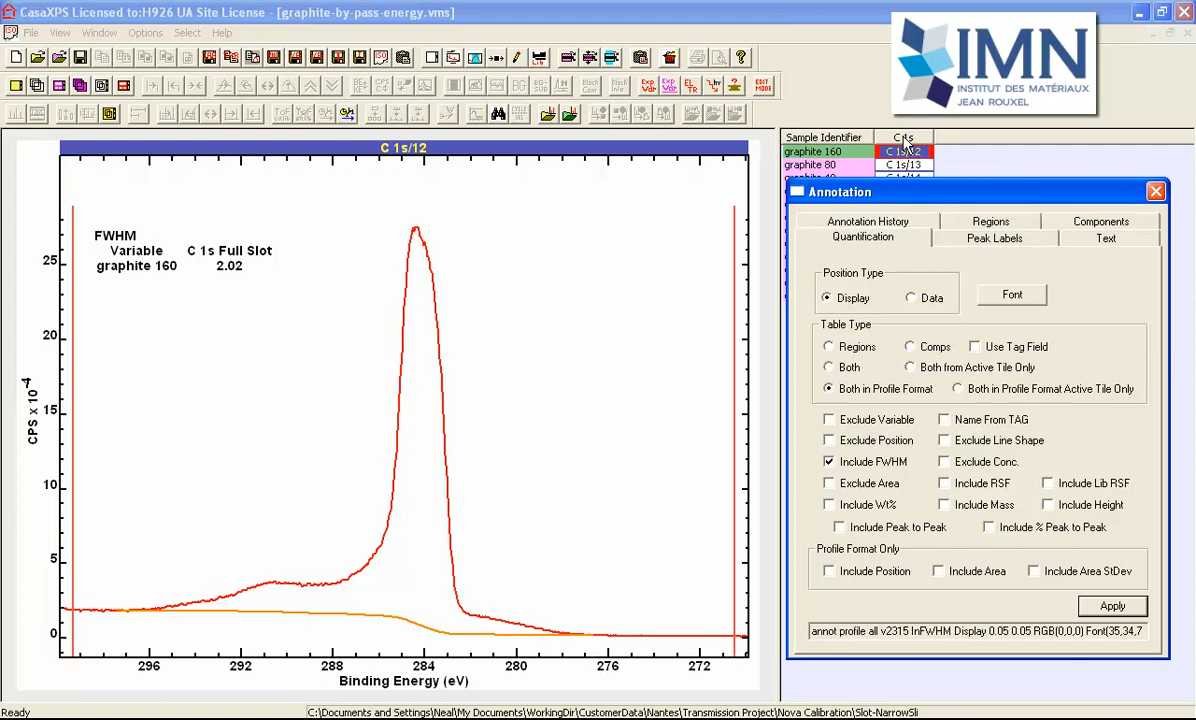 CasaXPS Licensed to:H926 UA Site License - [graphite-by-pass-energy.vms]
File View Window Options Select Help
IMN
INSTITUT DES MATÉRIAUX
JEAN ROUXEL
Sample Identifier C 1s
graphite 160 C 1s/12
graphite 80 C 1s/13
C 1s/12
FWHM
Variable C 1s Full Slot
graphite 160 2.02
CPS x 10-4
25
20
15
10
5
0
296 292 288 284 280 276 272
Binding Energy (eV)
Annotation
Annotation History Regions Components
Quantification Peak Labels Text
Position Type
Display Data Font
Table Type
Regions Comps Use Tag Field
Both Both from Active Tile Only
Both in Profile Format Both in Profile Format Active Tile Only
Exclude Variable Name From TAG
Exclude Position Exclude Line Shape
Include FWHM Exclude Conc.
Exclude Area Include RSF Include Lib RSF
Include Wt% Include Mass Include Height
Include Peak to Peak Include % Peak to Peak
Profile Format Only
Include Position Include Area Include Area StDev
Apply
annot profile all v2315 InFWHM Display 0.05 0.05 RGB(0,0,0) Font(35,34,7
Ready C:\Documents and Settings\Neal\My Documents\WorkingDir\CustomerData\Nantes\Transmission Project\Nova Calibration\Slot-NarrowSli